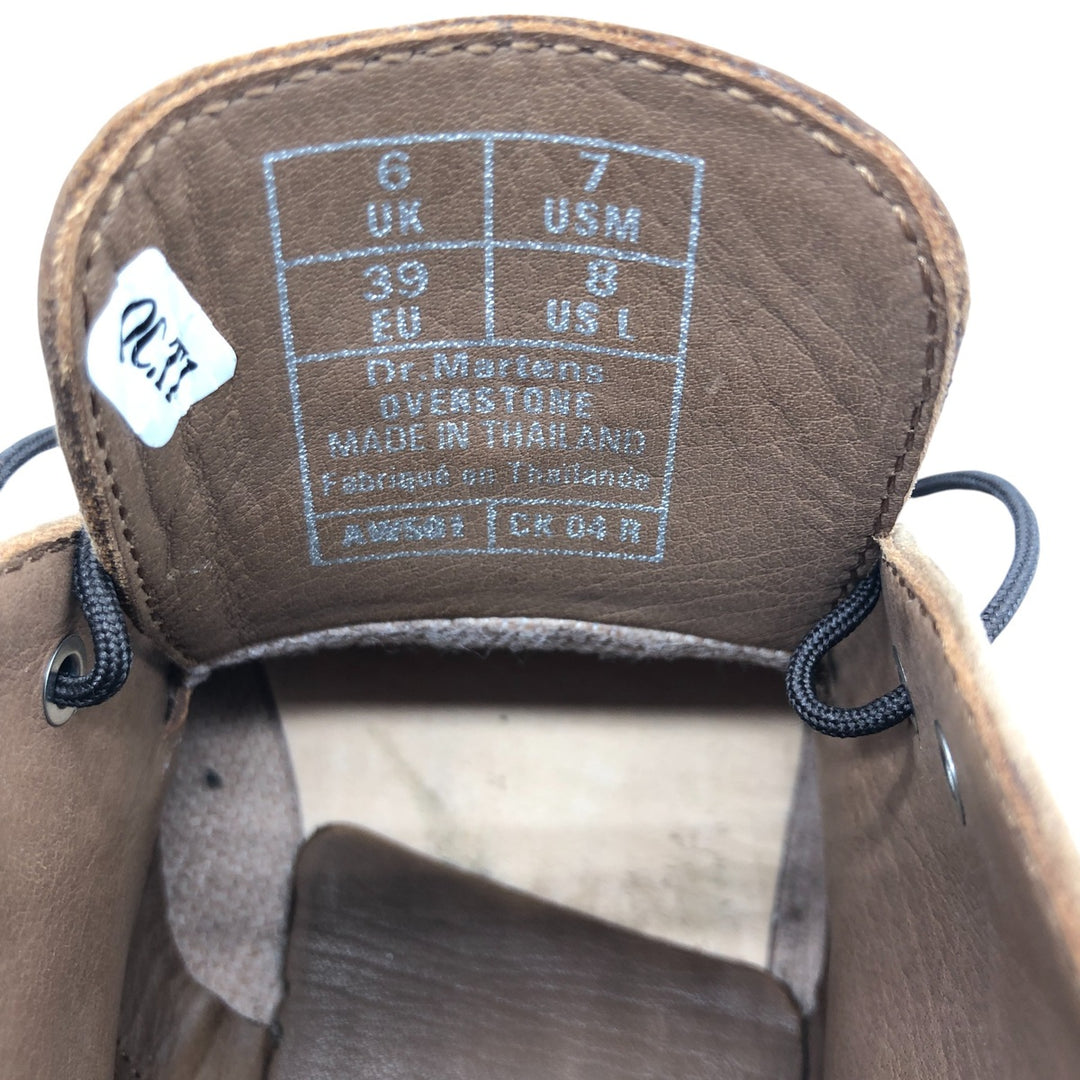 6
UK
7
USM
39
EU
8
US L
Dr. Martens
OVERSTONE
MADE IN THAILAND
Fabriqué en Thaïlande
AW501
CK 04 R